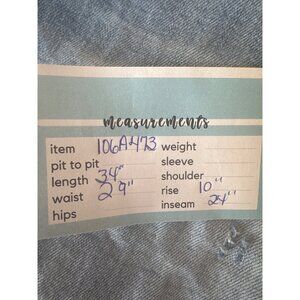 measurements
item 106A473 weight
pit to pit sleeve
length 34" shoulder
waist 29" rise 10"
hips inseam 24"